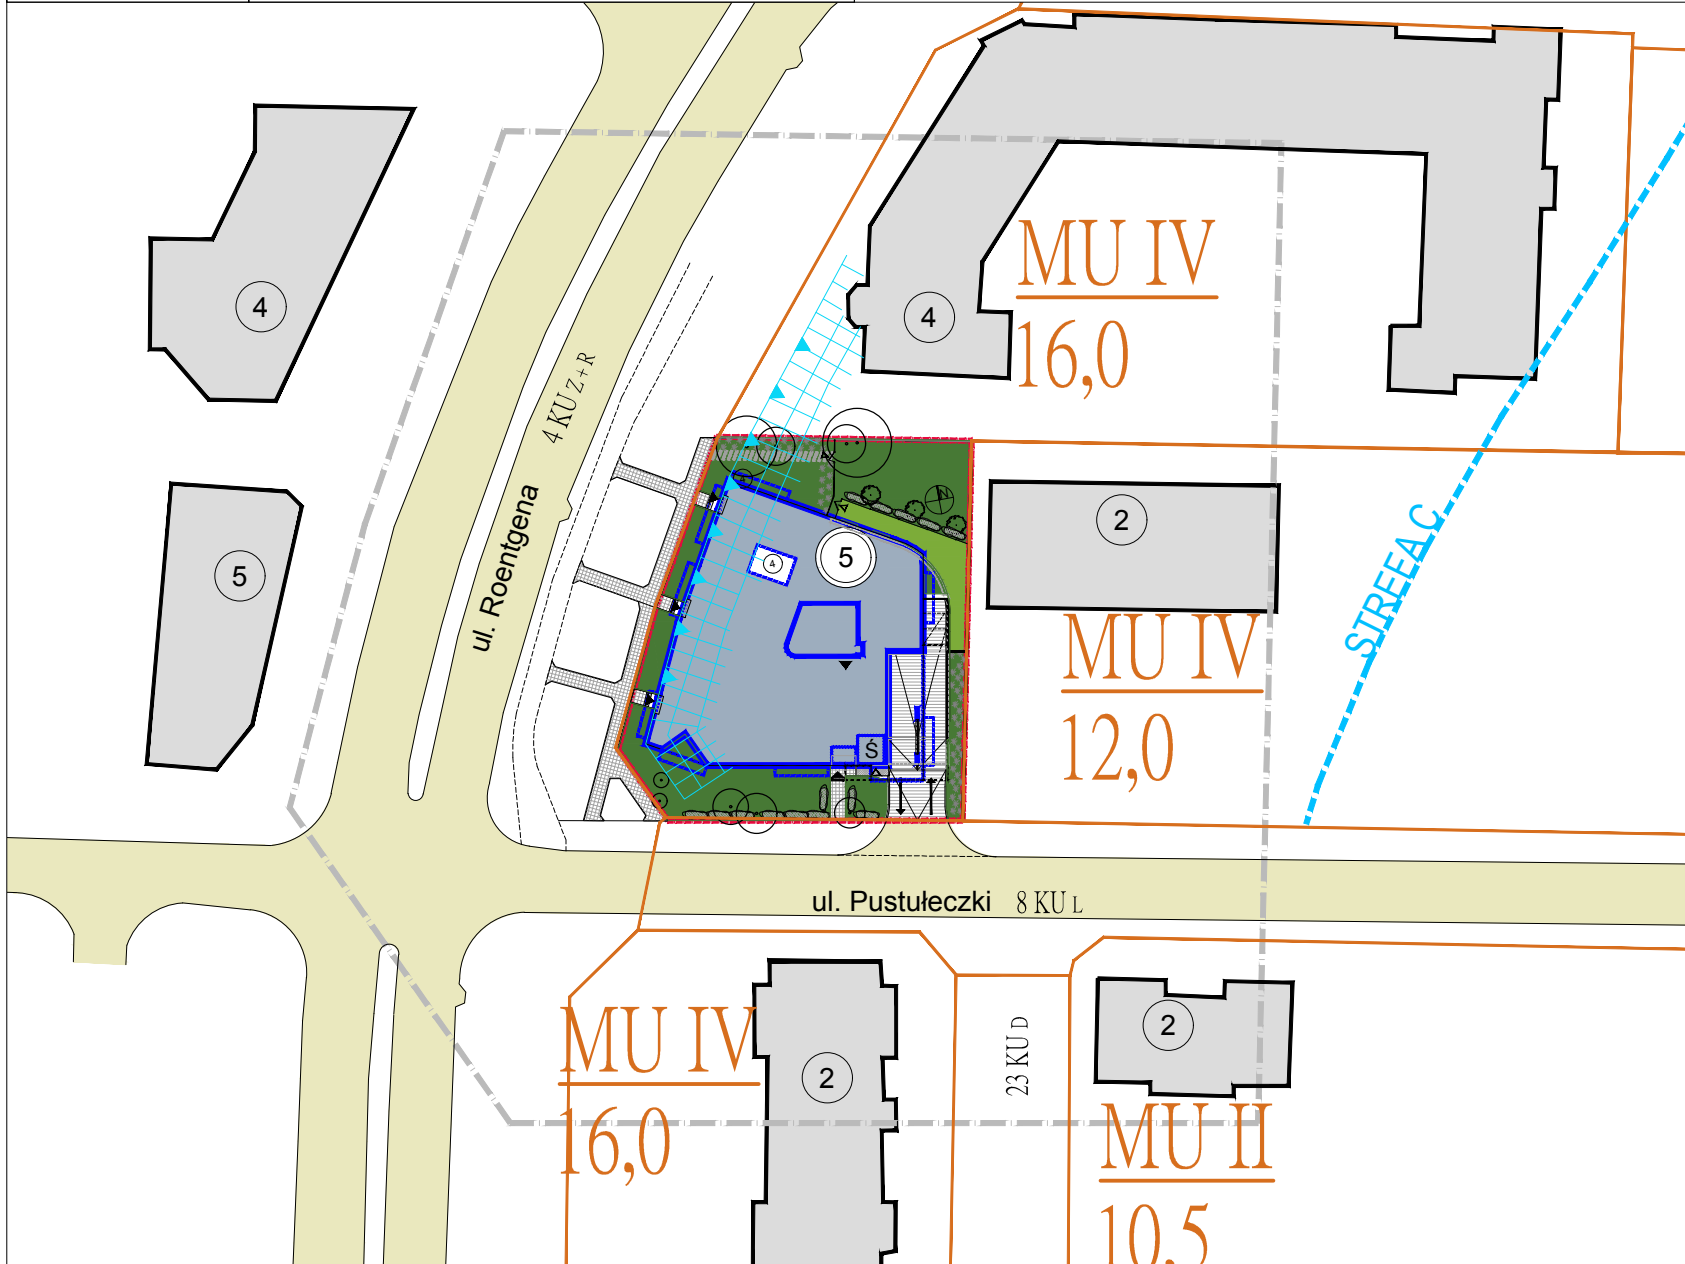 MU IV
16,0
4
4
4 KU Z+R
ul. Roentgena
5
5
4
2
STREFA C
MU IV
12,0
Ś
ul. Pustułeczki 8 KU L
MU IV
16,0
2
23 KU D
2
MU II
10,5